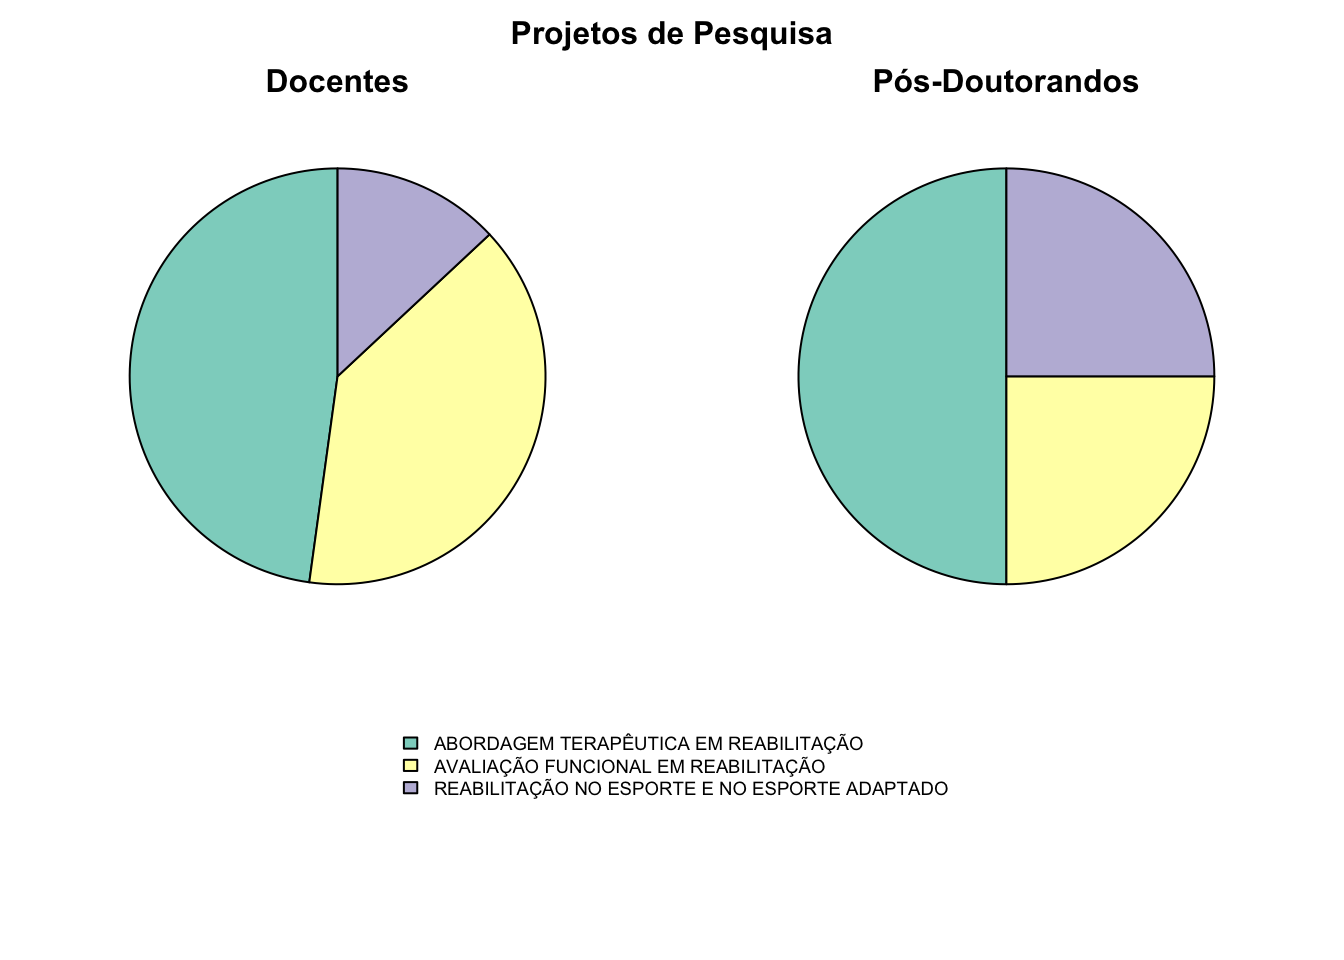 Projetos de Pesquisa
Docentes
Pós-Doutorandos
ABORDAGEM TERAPÊUTICA EM REABILITAÇÃO
AVALIAÇÃO FUNCIONAL EM REABILITAÇÃO
REABILITAÇÃO NO ESPORTE E NO ESPORTE ADAPTADO